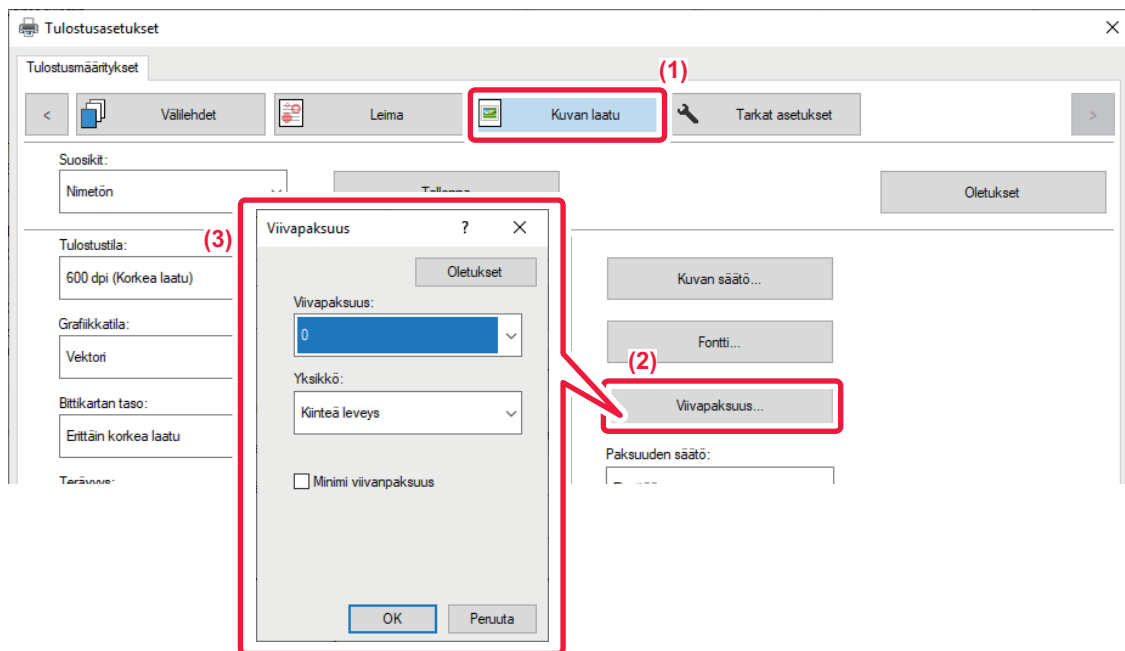 Tulostusasetukset
Tulostusmääritykset
(1)
< Välilehdet Leima Kuvan laatu Tarkat asetukset >
Suosikit:
Nimetön
Oletukset
(3)
Viivapaksuus ? ×
Tulostustila:
600 dpi (Korkea laatu)
Oletukset
Kuvan säätö...
Viivapaksuus:
0
Grafiikkatila:
Vektori
Fontti...
(2)
Yksikkö:
Kiinteä leveys
Bittikartan taso:
Erittäin korkea laatu
Viivapaksuus...
Paksuuden säätö:
Terävyys:
Minimi viivanpaksuus
OK Peruuta